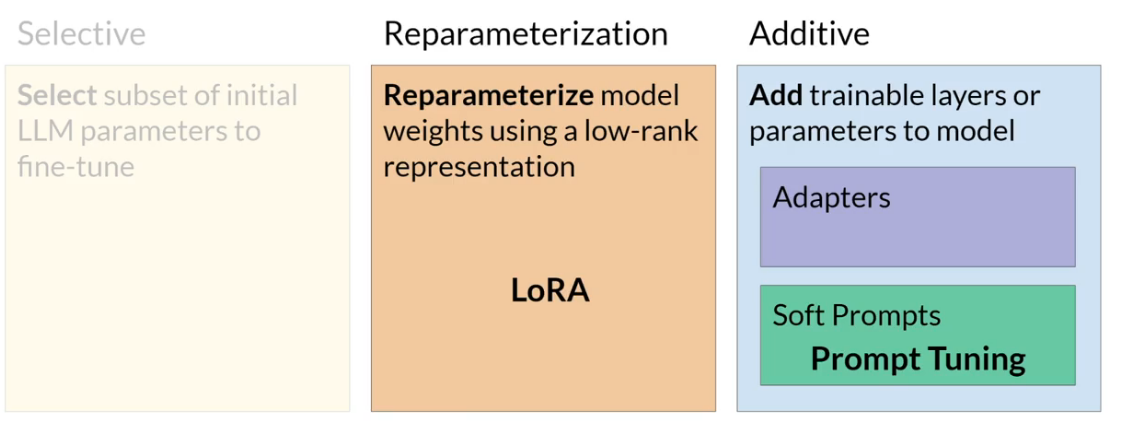 Selective
Select subset of initial
LLM parameters to
fine-tune
Reparameterization
Reparameterize model
weights using a low-rank
representation
LoRA
Additive
Add trainable layers or
parameters to model
Adapters
Soft Prompts
Prompt Tuning